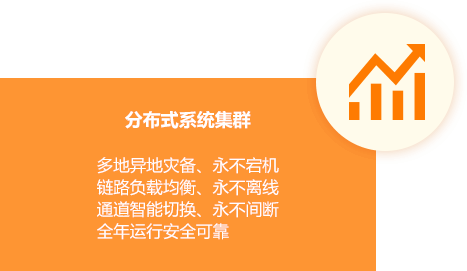 分布式系统集群
多地异地灾备、永不宕机
链路负载均衡、永不离线
通道智能切换、永不间断
全年运行安全可靠